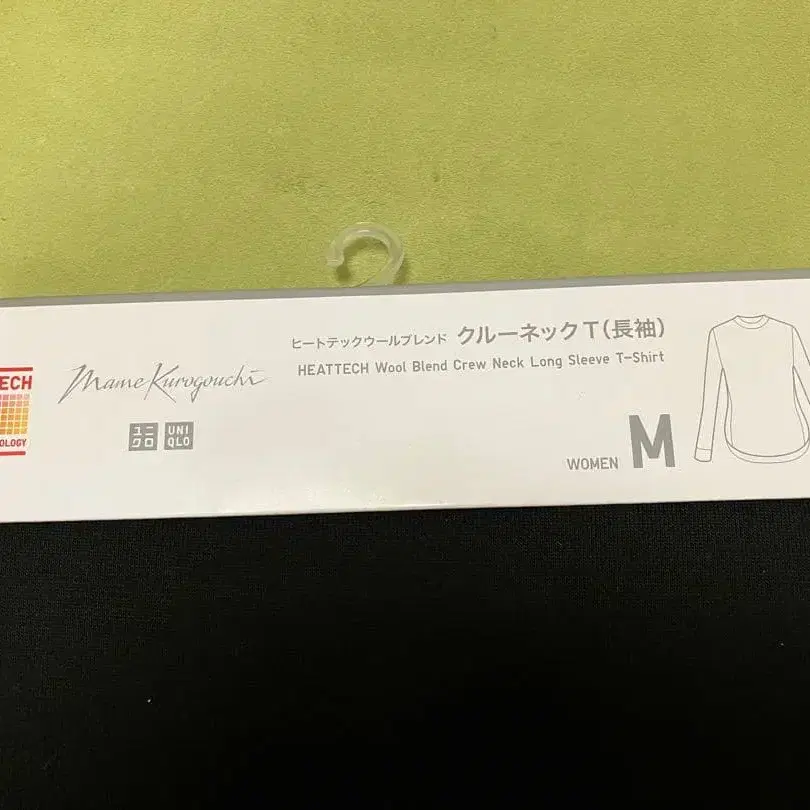 ECH
OLOGY
Mame Kurogouchi
ユニ
クロ
UNI
QLO
ヒートテックウールブレンド クルーネックT(長袖)
HEATTECH Wool Blend Crew Neck Long Sleeve T-Shirt
WOMEN M